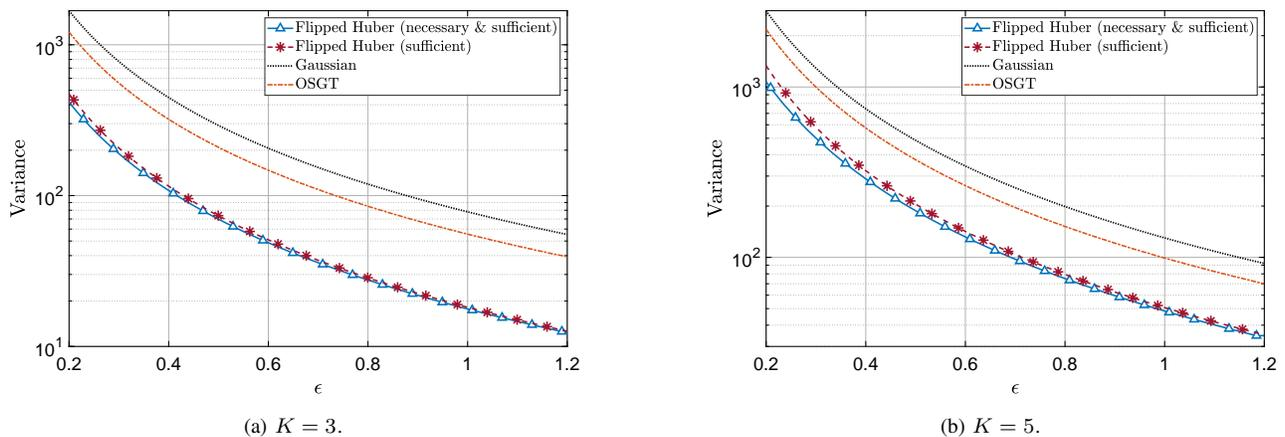 Flipped Huber (necessary & sufficient)
Flipped Huber (sufficient)
Gaussian
OSGT
10^3
10^2
10^1
Variance
0.2 0.4 0.6 0.8 1 1.2
ϵ
(a) K = 3.
Flipped Huber (necessary & sufficient)
Flipped Huber (sufficient)
Gaussian
OSGT
10^3
10^2
Variance
0.2 0.4 0.6 0.8 1 1.2
ϵ
(b) K = 5.